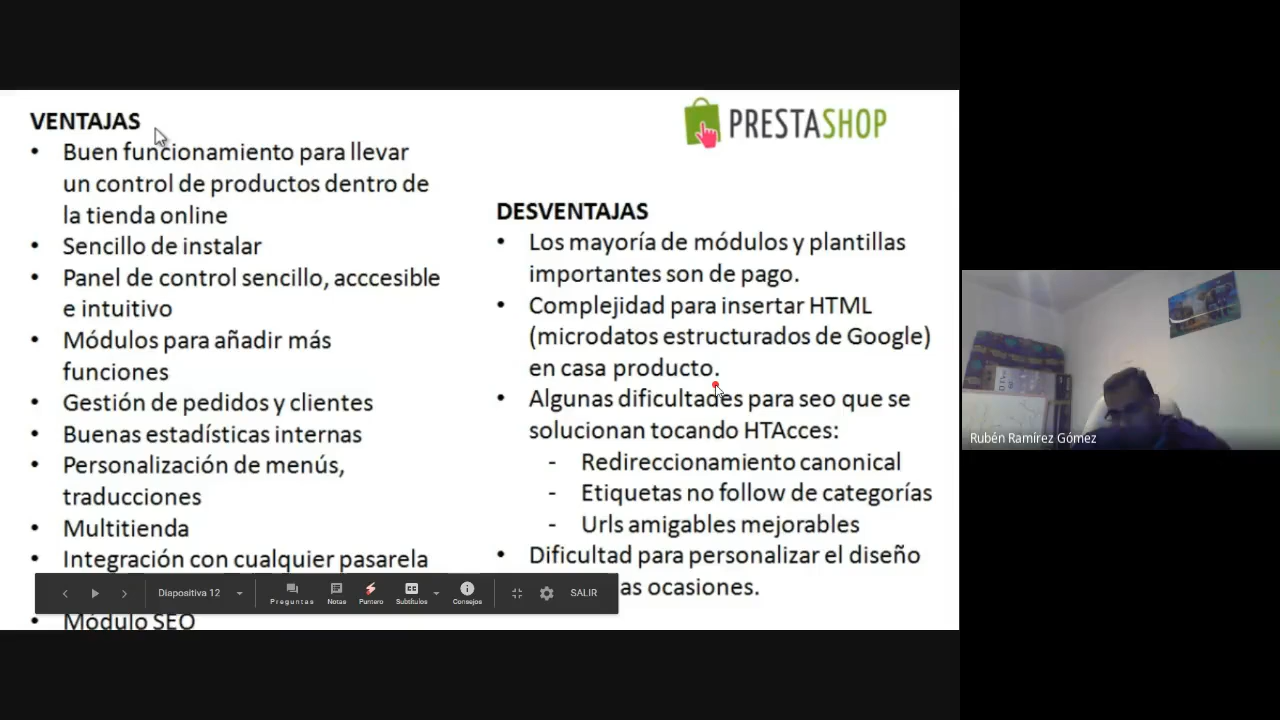 VENTAJAS
Buen funcionamiento para llevar
un control de productos dentro de
la tienda online
Sencillo de instalar
Panel de control sencillo, acccesible
e intuitivo
Módulos para añadir más
funciones
Gestión de pedidos y clientes
Buenas estadísticas internas
Personalización de menús,
traducciones
Multitienda
Integración con cualquier pasarela
Módulo SEO
PRESTASHOP
DESVENTAJAS
Los mayoría de módulos y plantillas
importantes son de pago.
Complejidad para insertar HTML
(microdatos estructurados de Google)
en casa producto.
Algunas dificultades para seo que se
solucionan tocando HTAcces:
- Redireccionamiento canonical
- Etiquetas no follow de categorías
- Urls amigables mejorables
Dificultad para personalizar el diseño
ocasiones.
Diapositiva 12
Preguntas
Notas
Puntero
Subtítulos
Consejos
SALIR
Rubén Ramírez Gómez